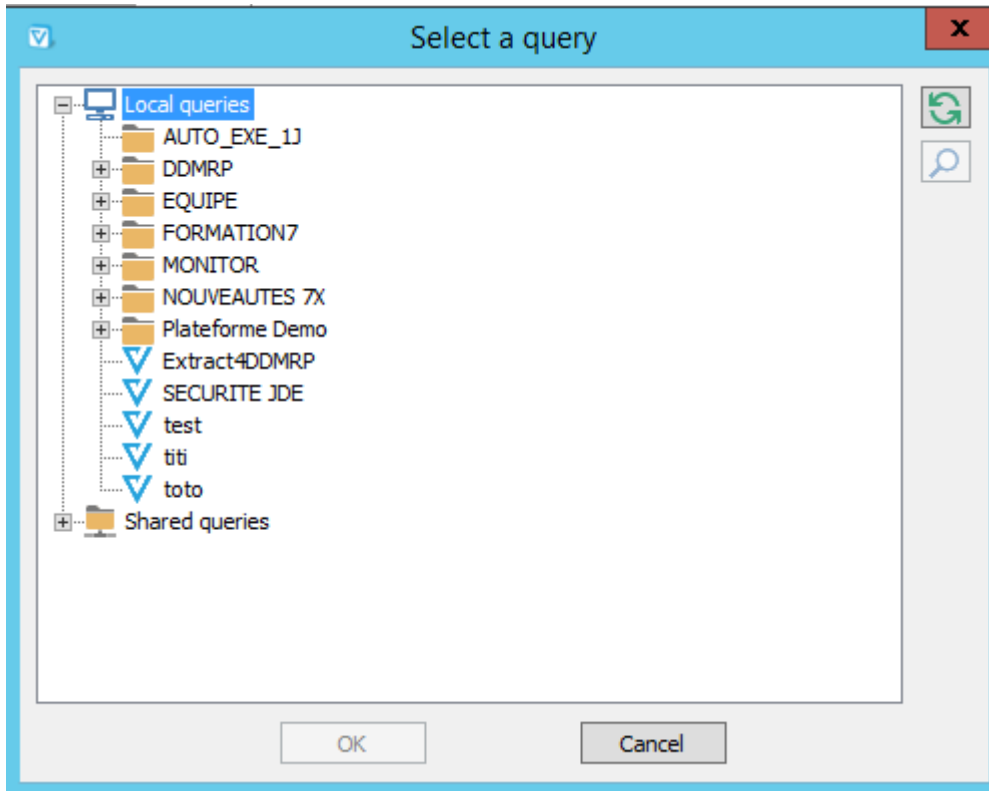 Select a query
x
Local queries
AUTO_EXE_1J
DDMRP
EQUIPE
FORMATION7
MONITOR
NOUVEAUTES 7X
Plateforme Demo
Extract4DDMRP
SECURITE JDE
test
titi
toto
Shared queries
OK
Cancel